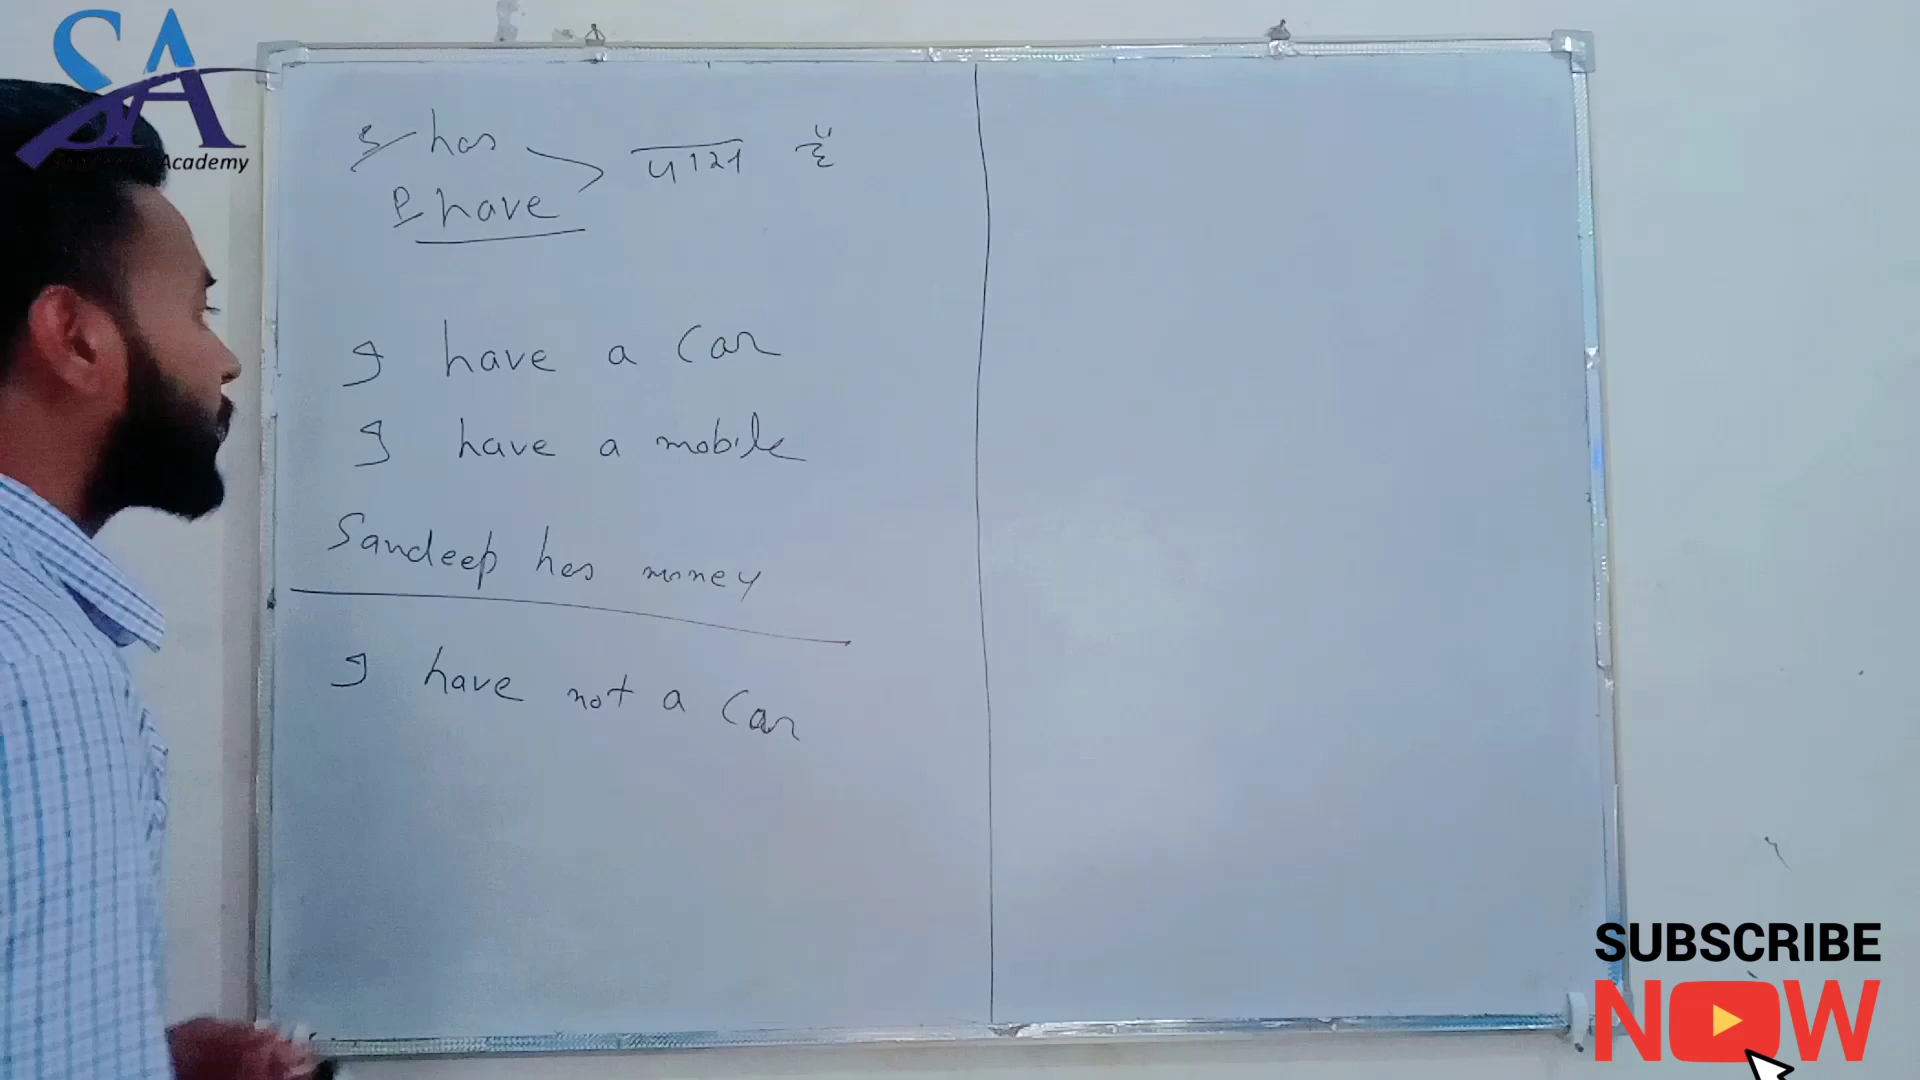 SA
Academy
S has
P have
पास हैं
I have a car
I have a mobile
Sandeep has money
I have not a car
SUBSCRIBE
NOW